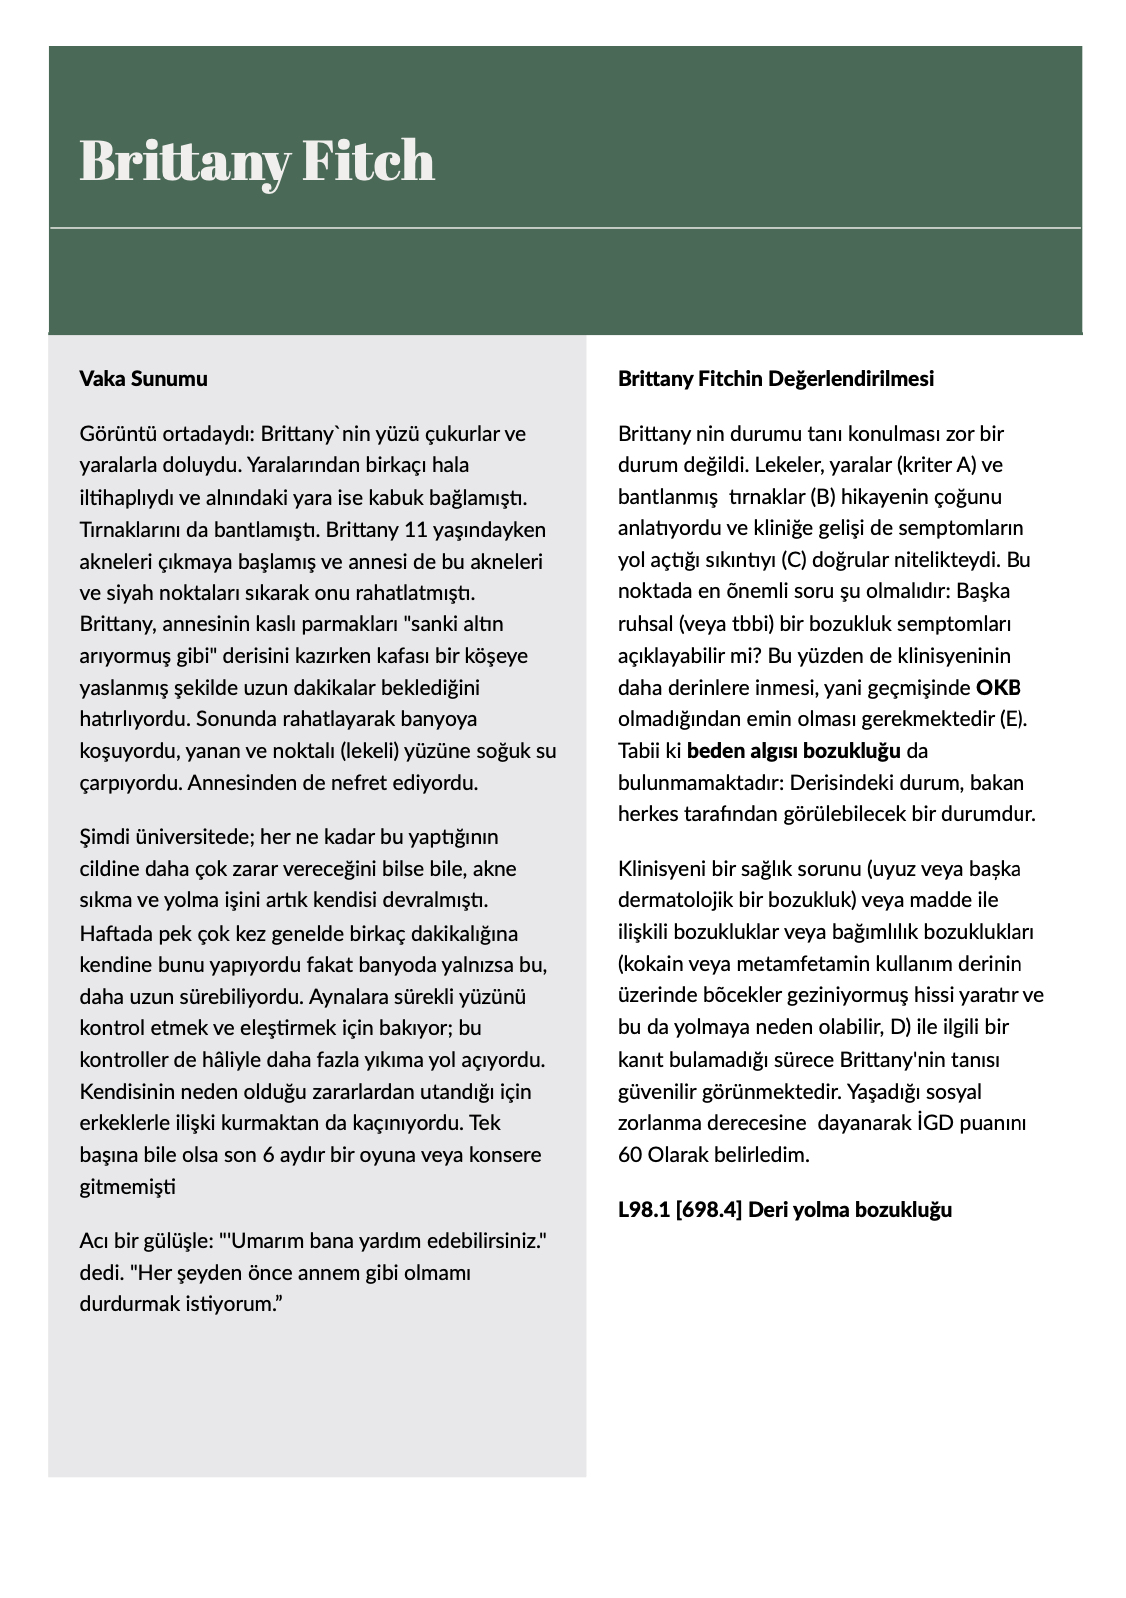 Brittany Fitch
Vaka Sunumu
Görüntü ortadaydı: Brittany`nin yüzü çukurlar ve
yaralarla doluydu. Yaralarından birkaçı hala
iltihaplıydı ve alnındaki yara ise kabuk bağlamıştı.
Tırnaklarını da bantlamıştı. Brittany 11 yaşındayken
akneleri çıkmaya başlamış ve annesi de bu akneleri
ve siyah noktaları sıkarak onu rahatlatmıştı.
Brittany, annesinin kaslı parmakları "sanki altın
arıyormuş gibi" derisini kazırken kafası bir köşeye
yaslanmış şekilde uzun dakikalar beklediğini
hatırlıyordu. Sonunda rahatlayarak banyoya
koşuyordu, yanan ve noktalı (lekeli) yüzüne soğuk su
çarpıyordu. Annesinden de nefret ediyordu.
Şimdi üniversitede; her ne kadar bu yaptığının
cildine daha çok zarar vereceğini bilse bile, akne
sıkma ve yolma işini artık kendisi devralmıştı.
Haftada pek çok kez genelde birkaç dakikalığına
kendine bunu yapıyordu fakat banyoda yalnızsa bu,
daha uzun sürebiliyordu. Aynalara sürekli yüzünü
kontrol etmek ve eleştirmek için bakıyor; bu
kontroller de hâliyle daha fazla yıkıma yol açıyordu.
Kendisinin neden olduğu zararlardan utandığı için
erkeklerle ilişki kurmaktan da kaçınıyordu. Tek
başına bile olsa son 6 aydır bir oyuna veya konsere
gitmemişti
Acı bir gülüşle: "'Umarım bana yardım edebilirsiniz."
dedi. "Her şeyden önce annem gibi olmamı
durdurmak istiyorum.”
Brittany Fitchin Değerlendirilmesi
Brittany nin durumu tanı konulması zor bir
durum değildi. Lekeler, yaralar (kriter A) ve
bantlanmış  tırnaklar (B) hikayenin çoğunu
anlatıyordu ve kliniğe gelişi de semptomların
yol açtığı sıkıntıyı (C) doğrular nitelikteydi. Bu
noktada en õnemli soru şu olmalıdır: Başka
ruhsal (veya tbbi) bir bozukluk semptomları
açıklayabilir mi? Bu yüzden de klinisyeninin
daha derinlere inmesi, yani geçmişinde OKB
olmadığından emin olması gerekmektedir (E).
Tabii ki beden algısı bozukluğu da
bulunmamaktadır: Derisindeki durum, bakan
herkes tarafından görülebilecek bir durumdur.
Klinisyeni bir sağlık sorunu (uyuz veya başka
dermatolojik bir bozukluk) veya madde ile
ilişkili bozukluklar veya bağımlılık bozuklukları
(kokain veya metamfetamin kullanım derinin
üzerinde bõcekler geziniyormuş hissi yaratır ve
bu da yolmaya neden olabilir, D) ile ilgili bir
kanıt bulamadığı sürece Brittany'nin tanısı
güvenilir görünmektedir. Yaşadığı sosyal
zorlanma derecesine  dayanarak İGD puanını
60 Olarak belirledim.
L98.1 [698.4] Deri yolma bozukluğu